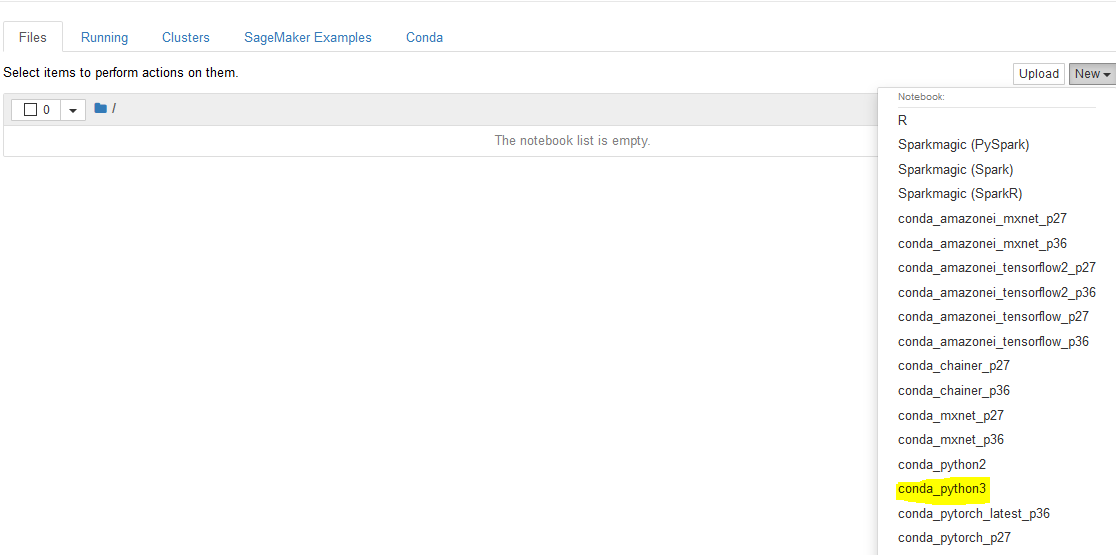 Files Running Clusters SageMaker Examples Conda
Select items to perform actions on them.
Upload New
0 /
The notebook list is empty.
Notebook:
R
Sparkmagic (PySpark)
Sparkmagic (Spark)
Sparkmagic (SparkR)
conda_amazonei_mxnet_p27
conda_amazonei_mxnet_p36
conda_amazonei_tensorflow2_p27
conda_amazonei_tensorflow2_p36
conda_amazonei_tensorflow_p27
conda_amazonei_tensorflow_p36
conda_chainer_p27
conda_chainer_p36
conda_mxnet_p27
conda_mxnet_p36
conda_python2
conda_python3
conda_pytorch_latest_p36
conda_pytorch_p27